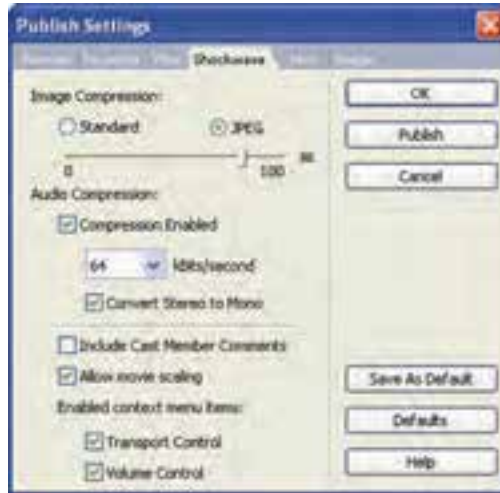 Publish Settings
Shockwave
Image Compression:
OK
Standard JPEG
Publish
0 100
Cancel
Audio Compression:
Compression Enabled
64 kBits/second
Convert Stereo to Mono
Include Cast Member Comments
Allow movie scaling
Save As Default
Enabled context menu items:
Defaults
Transport Control
Help
Volume Control